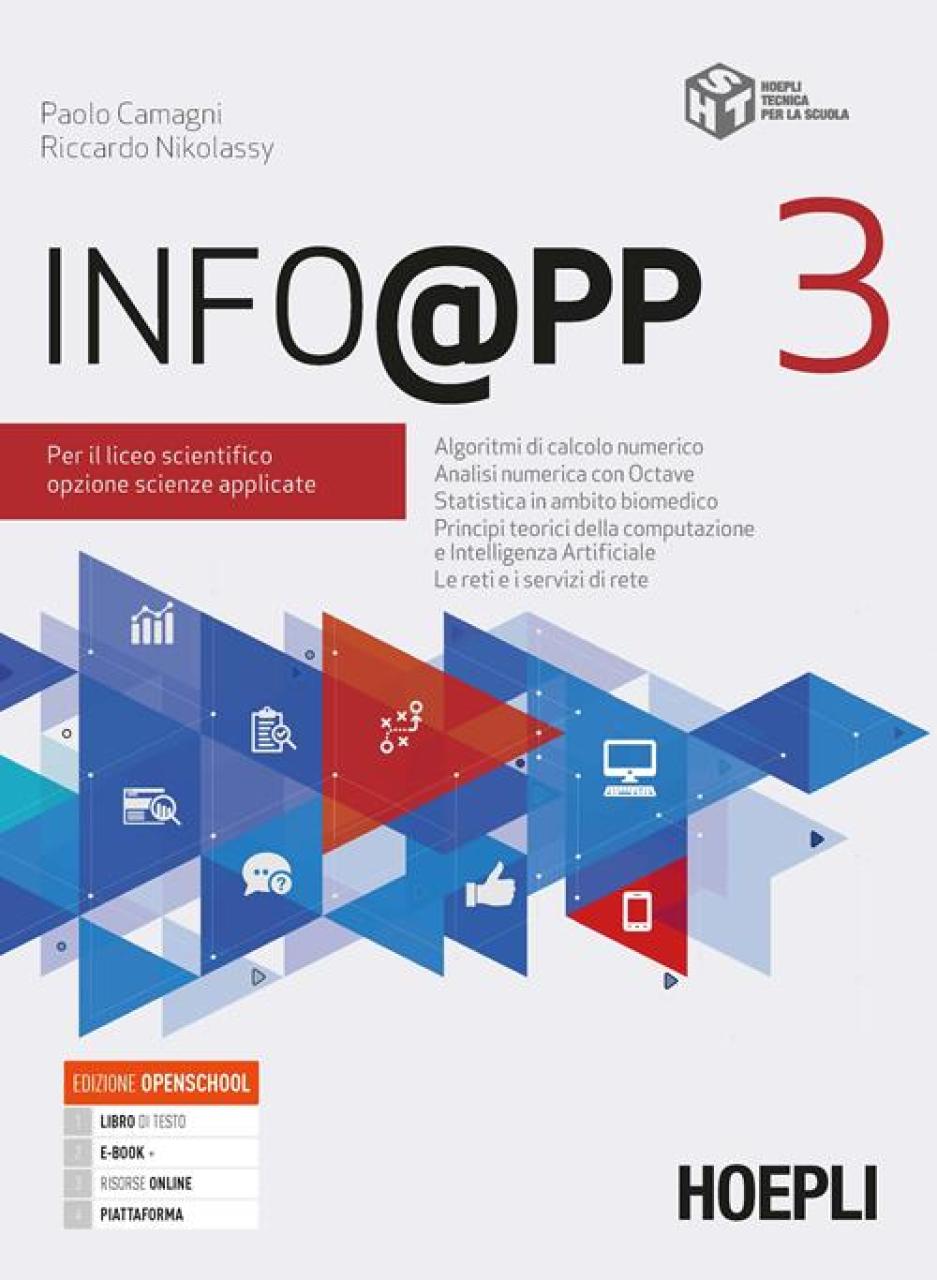 Paolo Camagni
Riccardo Nikolassy
HST
HOEPLI
TECNICA
PER LA SCUOLA
INFO@PP 3
Per il liceo scientifico
opzione scienze applicate
Algoritmi di calcolo numerico
Analisi numerica con Octave
Statistica in ambito biomedico
Principi teorici della computazione
e Intelligenza Artificiale
Le reti e i servizi di rete
?
EDIZIONE OPENSCHOOL
1 LIBRO DI TESTO
2 E-BOOK +
3 RISORSE ONLINE
4 PIATTAFORMA
HOEPLI